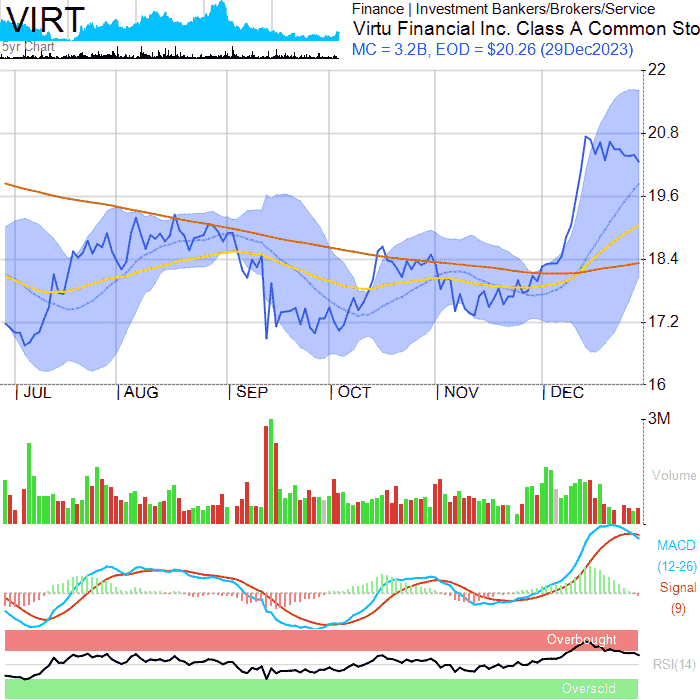 VIRT
5yr Chart
Finance | Investment Bankers/Brokers/Service
Virtu Financial Inc. Class A Common Sto
MC = 3.2B, EOD = $20.26 (29Dec2023)
22
20.8
19.6
18.4
17.2
16
JUL AUG SEP OCT NOV DEC
3M
Volume
MACD
(12-26)
Signal
(9)
Overbought
RSI(14)
Oversold